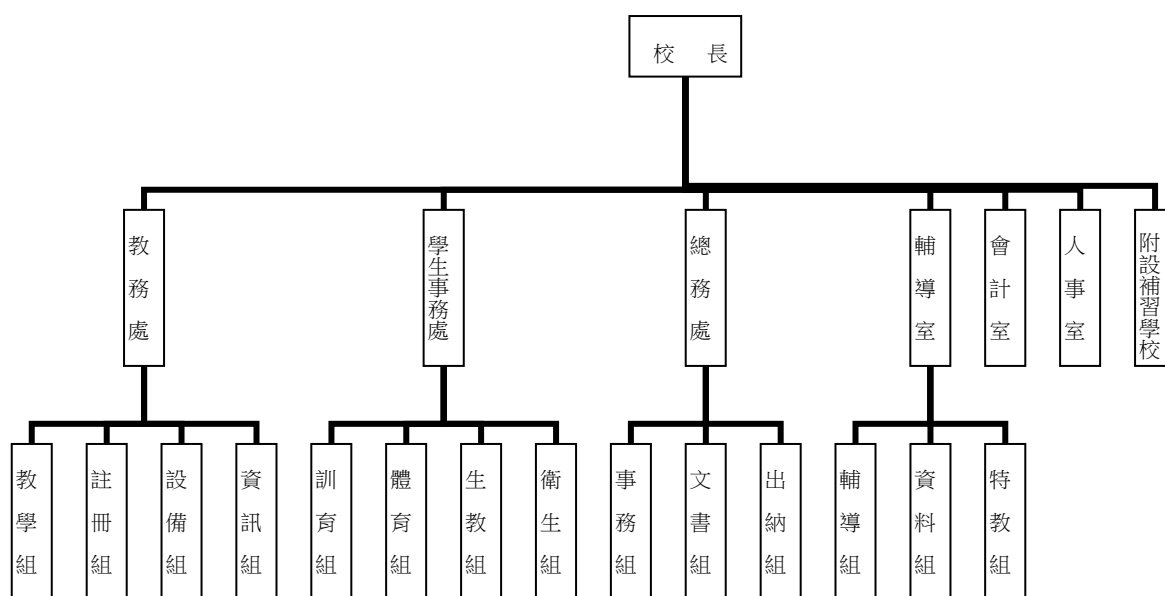 校 長
教務處
學生事務處
總務處
輔導室
會計室
人事室
附設補習學校
教學組
註冊組
設備組
資訊組
訓育組
體育組
生教組
衛生組
事務組
文書組
出納組
輔導組
資料組
特教組